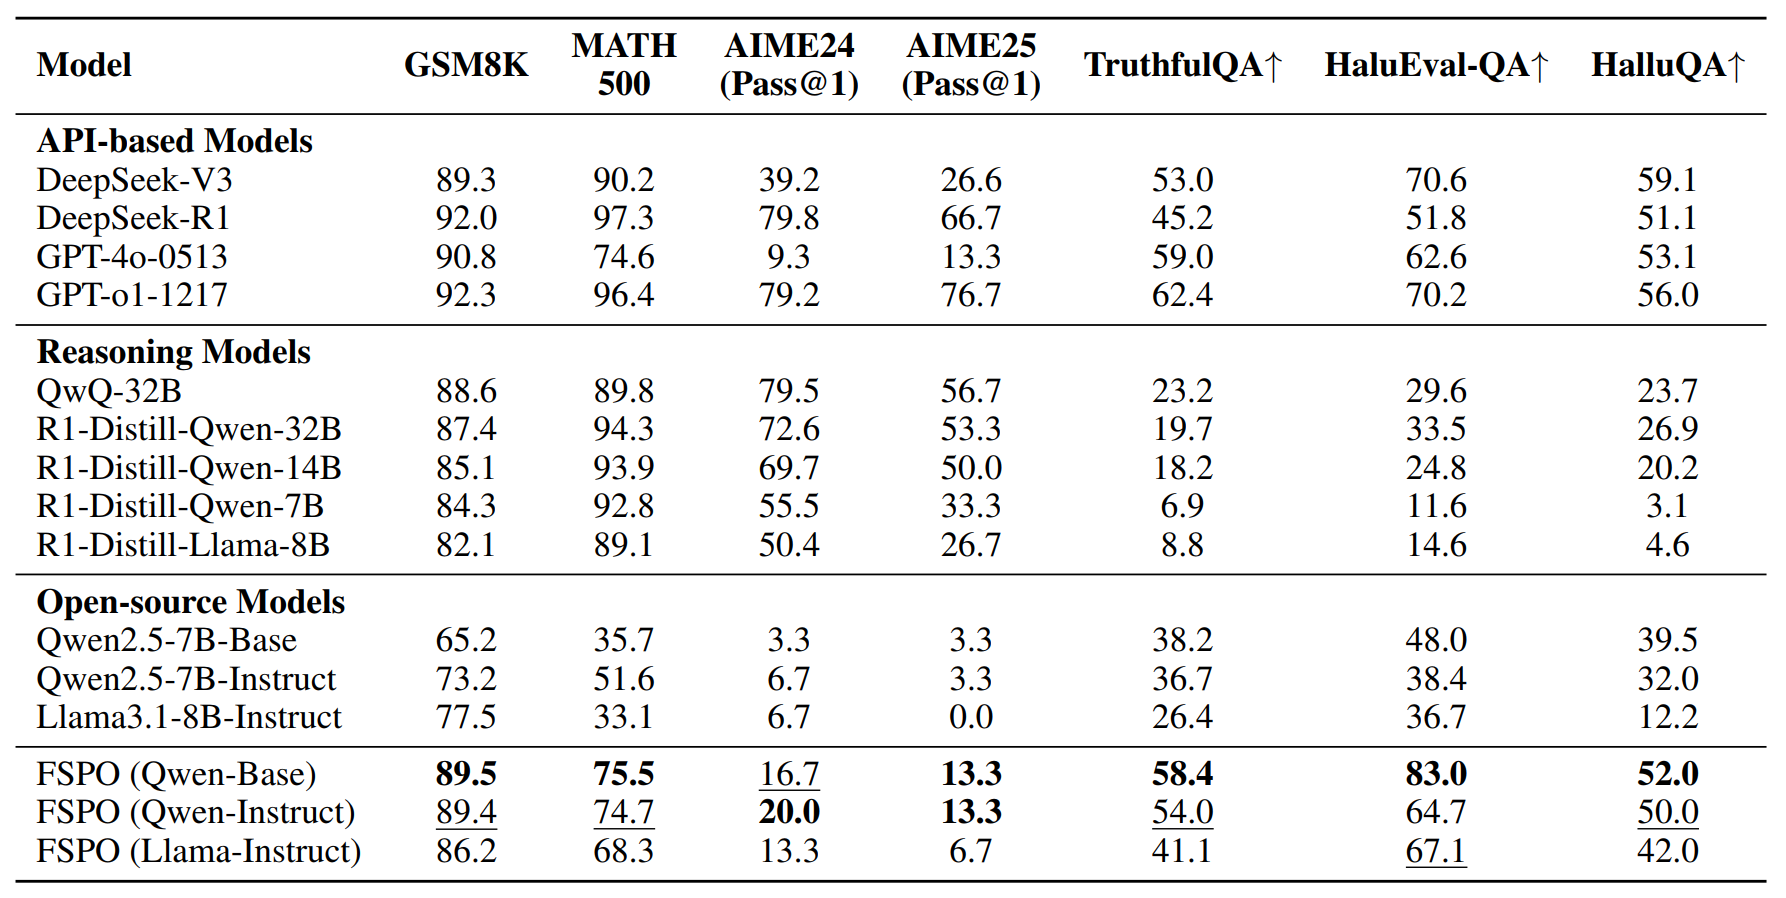 Model GSM8K MATH 500 AIME24 (Pass@1) AIME25 (Pass@1) TruthfulQA↑ HaluEval-QA↑ HalluQA↑
API-based Models
DeepSeek-V3 89.3 90.2 39.2 26.6 53.0 70.6 59.1
DeepSeek-R1 92.0 97.3 79.8 66.7 45.2 51.8 51.1
GPT-4o-0513 90.8 74.6 9.3 13.3 59.0 62.6 53.1
GPT-o1-1217 92.3 96.4 79.2 76.7 62.4 70.2 56.0
Reasoning Models
QwQ-32B 88.6 89.8 79.5 56.7 23.2 29.6 23.7
R1-Distill-Qwen-32B 87.4 94.3 72.6 53.3 19.7 33.5 26.9
R1-Distill-Qwen-14B 85.1 93.9 69.7 50.0 18.2 24.8 20.2
R1-Distill-Qwen-7B 84.3 92.8 55.5 33.3 6.9 11.6 3.1
R1-Distill-Llama-8B 82.1 89.1 50.4 26.7 8.8 14.6 4.6
Open-source Models
Qwen2.5-7B-Base 65.2 35.7 3.3 3.3 38.2 48.0 39.5
Qwen2.5-7B-Instruct 73.2 51.6 6.7 3.3 36.7 38.4 32.0
Llama3.1-8B-Instruct 77.5 33.1 6.7 0.0 26.4 36.7 12.2
FSPO (Qwen-Base) 89.5 75.5 16.7 13.3 58.4 83.0 52.0
FSPO (Qwen-Instruct) 89.4 74.7 20.0 13.3 54.0 64.7 50.0
FSPO (Llama-Instruct) 86.2 68.3 13.3 6.7 41.1 67.1 42.0